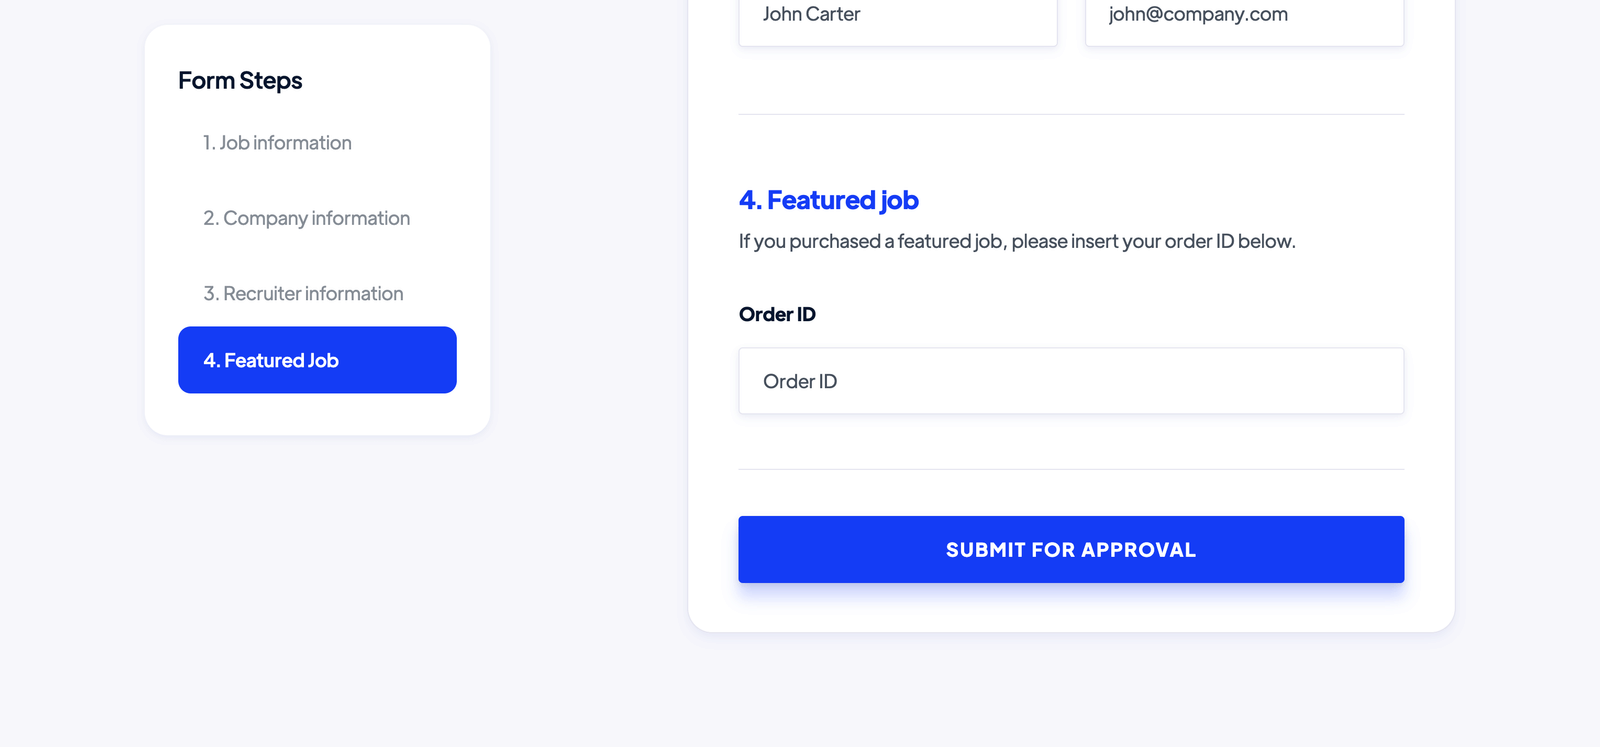 Form Steps
1. Job information
2. Company information
3. Recruiter information
4. Featured Job
John Carter
john@company.com
4. Featured job
If you purchased a featured job, please insert your order ID below.
Order ID
Order ID
SUBMIT FOR APPROVAL